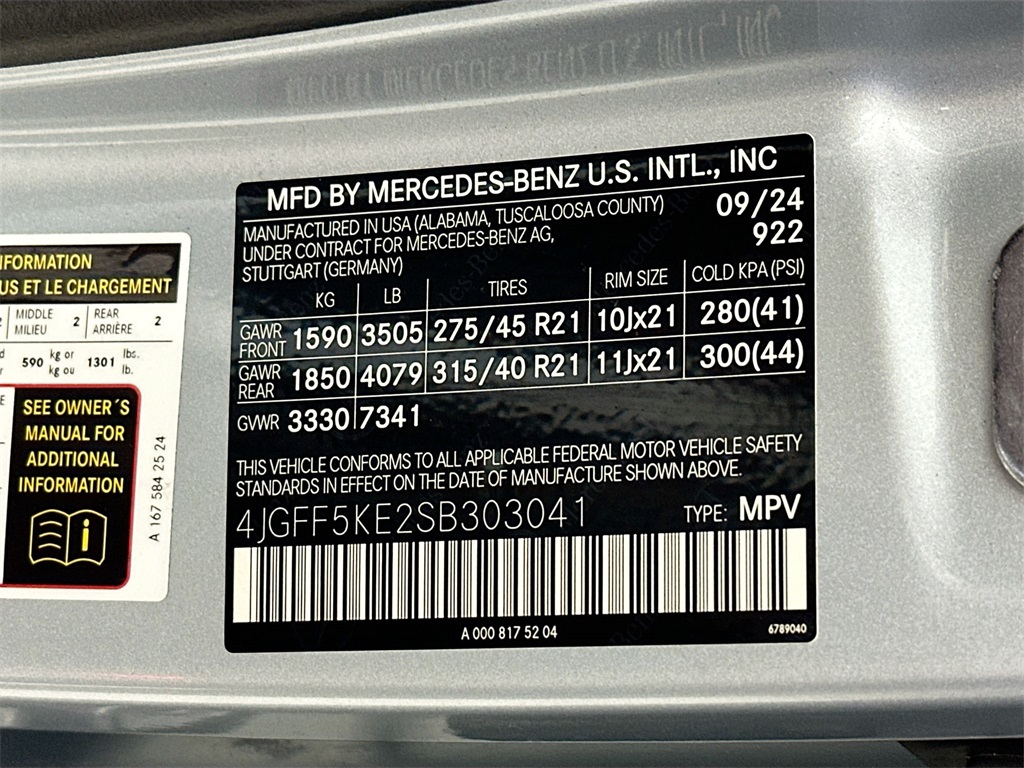 MFD BY MERCEDES-BENZ U.S. INTL., INC
MANUFACTURED IN USA (ALABAMA, TUSCALOOSA COUNTY) 09/24
UNDER CONTRACT FOR MERCEDES-BENZ AG, 922
STUTTGART (GERMANY)
KG LB TIRES RIM SIZE COLD KPA (PSI)
GAWR FRONT 1590 3505 275/45 R21 10Jx21 280(41)
GAWR REAR 1850 4079 315/40 R21 11Jx21 300(44)
GVWR 3330 7341
THIS VEHICLE CONFORMS TO ALL APPLICABLE FEDERAL MOTOR VEHICLE SAFETY
STANDARDS IN EFFECT ON THE DATE OF MANUFACTURE SHOWN ABOVE.
4JGFF5KE2SB303041 TYPE: MPV
A 000 817 52 04 6789040
ET LE CHARGEMENT
MIDDLE MILIEU 2 REAR ARRIÈRE 2
590 kg or kg ou 1301 lbs. lb.
SEE OWNER´S
MANUAL FOR
ADDITIONAL
INFORMATION
i
A 167 584 25 24